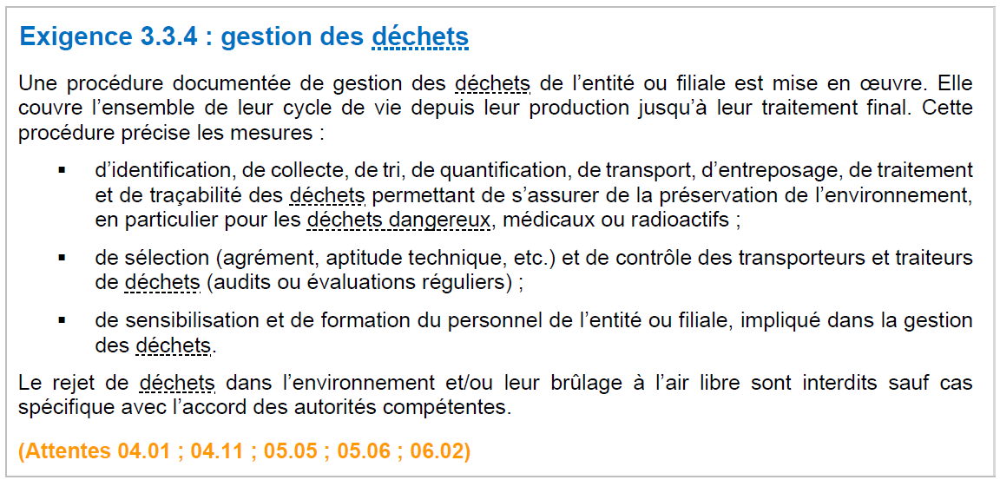 Exigence 3.3.4 : gestion des déchets
Une procédure documentée de gestion des déchets de l’entité ou filiale est mise en œuvre. Elle
couvre l’ensemble de leur cycle de vie depuis leur production jusqu’à leur traitement final. Cette
procédure précise les mesures :
▪ d’identification, de collecte, de tri, de quantification, de transport, d’entreposage, de traitement
et de traçabilité des déchets permettant de s’assurer de la préservation de l’environnement,
en particulier pour les déchets dangereux, médicaux ou radioactifs ;
▪ de sélection (agrément, aptitude technique, etc.) et de contrôle des transporteurs et traiteurs
de déchets (audits ou évaluations réguliers) ;
▪ de sensibilisation et de formation du personnel de l’entité ou filiale, impliqué dans la gestion
des déchets.
Le rejet de déchets dans l’environnement et/ou leur brûlage à l’air libre sont interdits sauf cas
spécifique avec l’accord des autorités compétentes.
(Attentes 04.01 ; 04.11 ; 05.05 ; 05.06 ; 06.02)